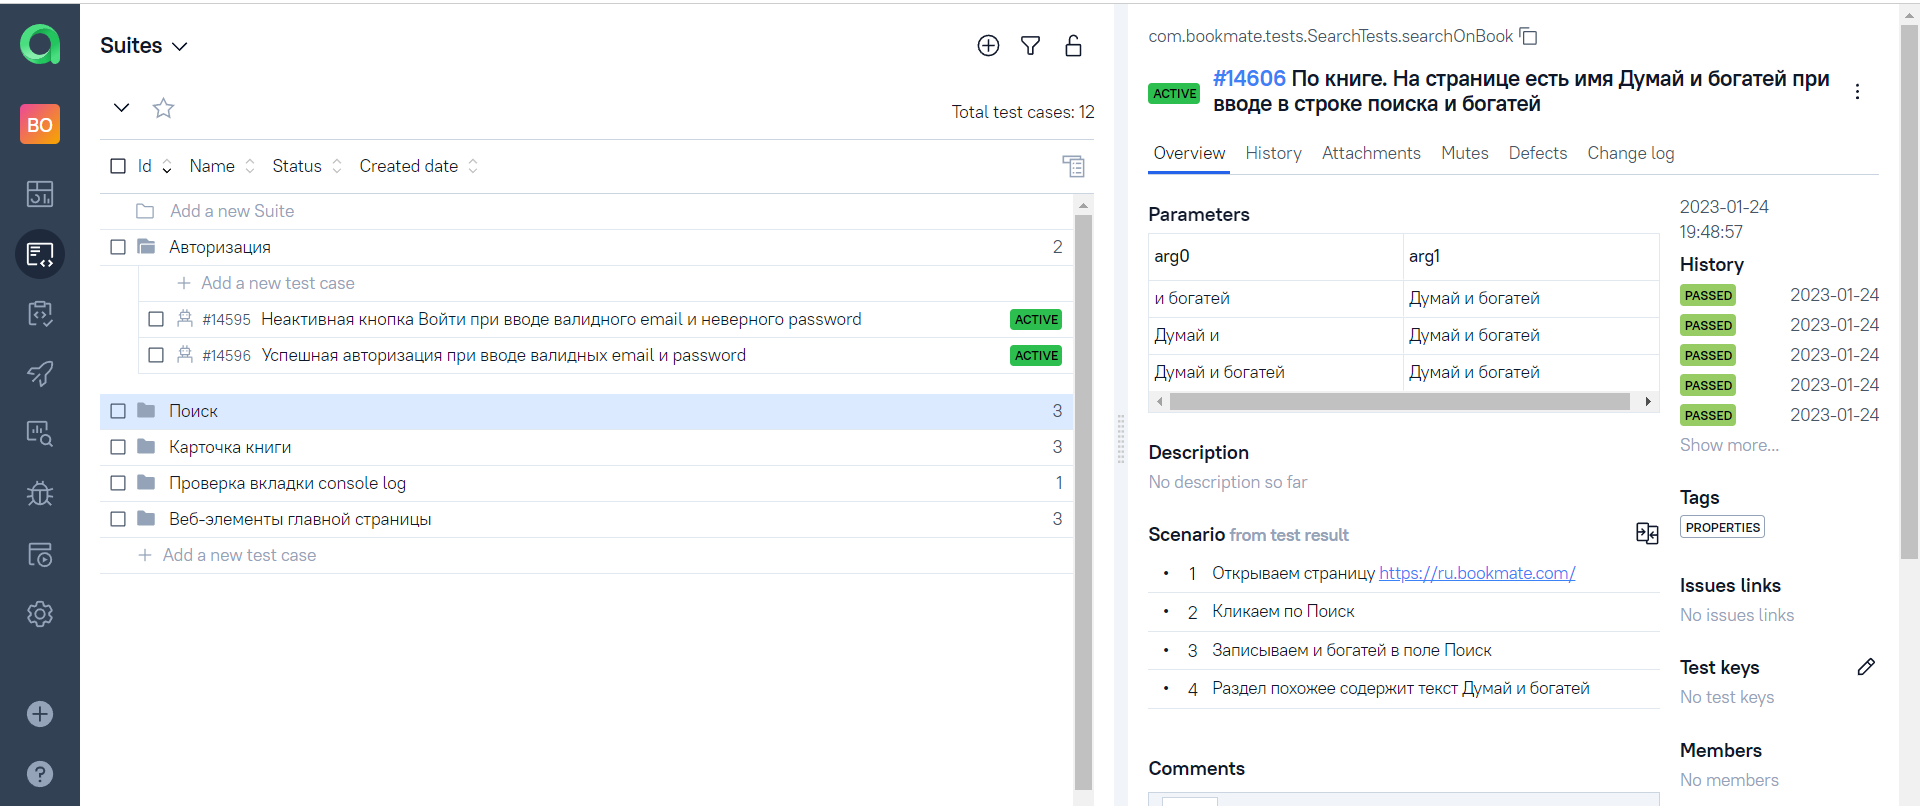 Suites
Total test cases: 12
Id Name Status Created date
Add a new Suite
Авторизация 2
Add a new test case
#14595 Неактивная кнопка Войти при вводе валидного email и неверного password ACTIVE
#14596 Успешная авторизация при вводе валидных email и password ACTIVE
Поиск 3
Карточка книги 3
Проверка вкладки console log 1
Веб-элементы главной страницы 3
Add a new test case
BO
com.bookmate.tests.SearchTests.searchOnBook
ACTIVE
#14606 По книге. На странице есть имя Думай и богатей при
вводе в строке поиска и богатей
Overview History Attachments Mutes Defects Change log
Parameters
arg0 arg1
и богатей Думай и богатей
Думай и Думай и богатей
Думай и богатей Думай и богатей
Description
No description so far
Scenario from test result
1 Открываем страницу https://ru.bookmate.com/
2 Кликаем по Поиск
3 Записываем и богатей в поле Поиск
4 Раздел похожее содержит текст Думай и богатей
Comments
2023-01-24
19:48:57
History
PASSED 2023-01-24
PASSED 2023-01-24
PASSED 2023-01-24
PASSED 2023-01-24
PASSED 2023-01-24
Show more...
Tags
PROPERTIES
Issues links
No issues links
Test keys
No test keys
Members
No members